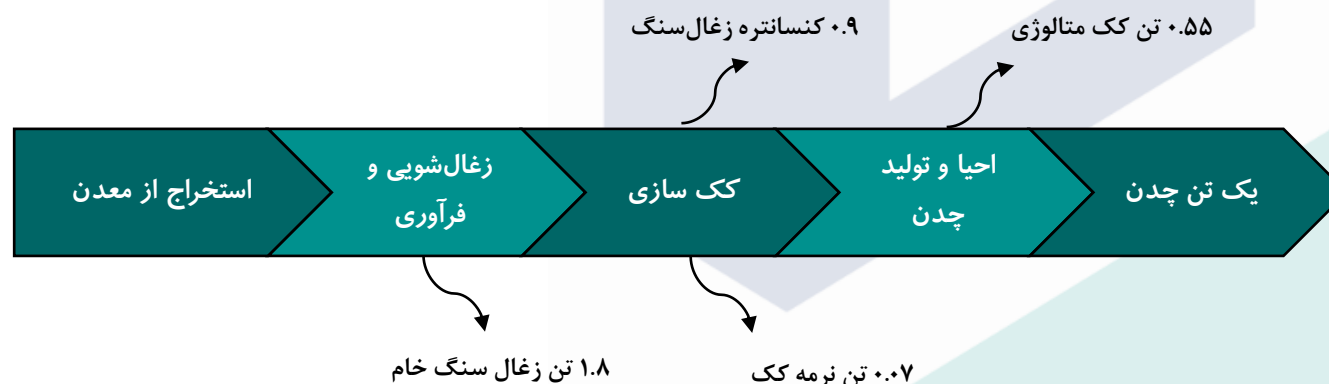 ۰.۹ کنسانتره زغال‌سنگ
۰.۵۵ تن کک متالوژی
استخراج از معدن
زغال‌شویی و
فرآوری
کک سازی
احیا و تولید
چدن
یک تن چدن
۱.۸ تن زغال سنگ خام
۰.۰۷ تن نرمه کک